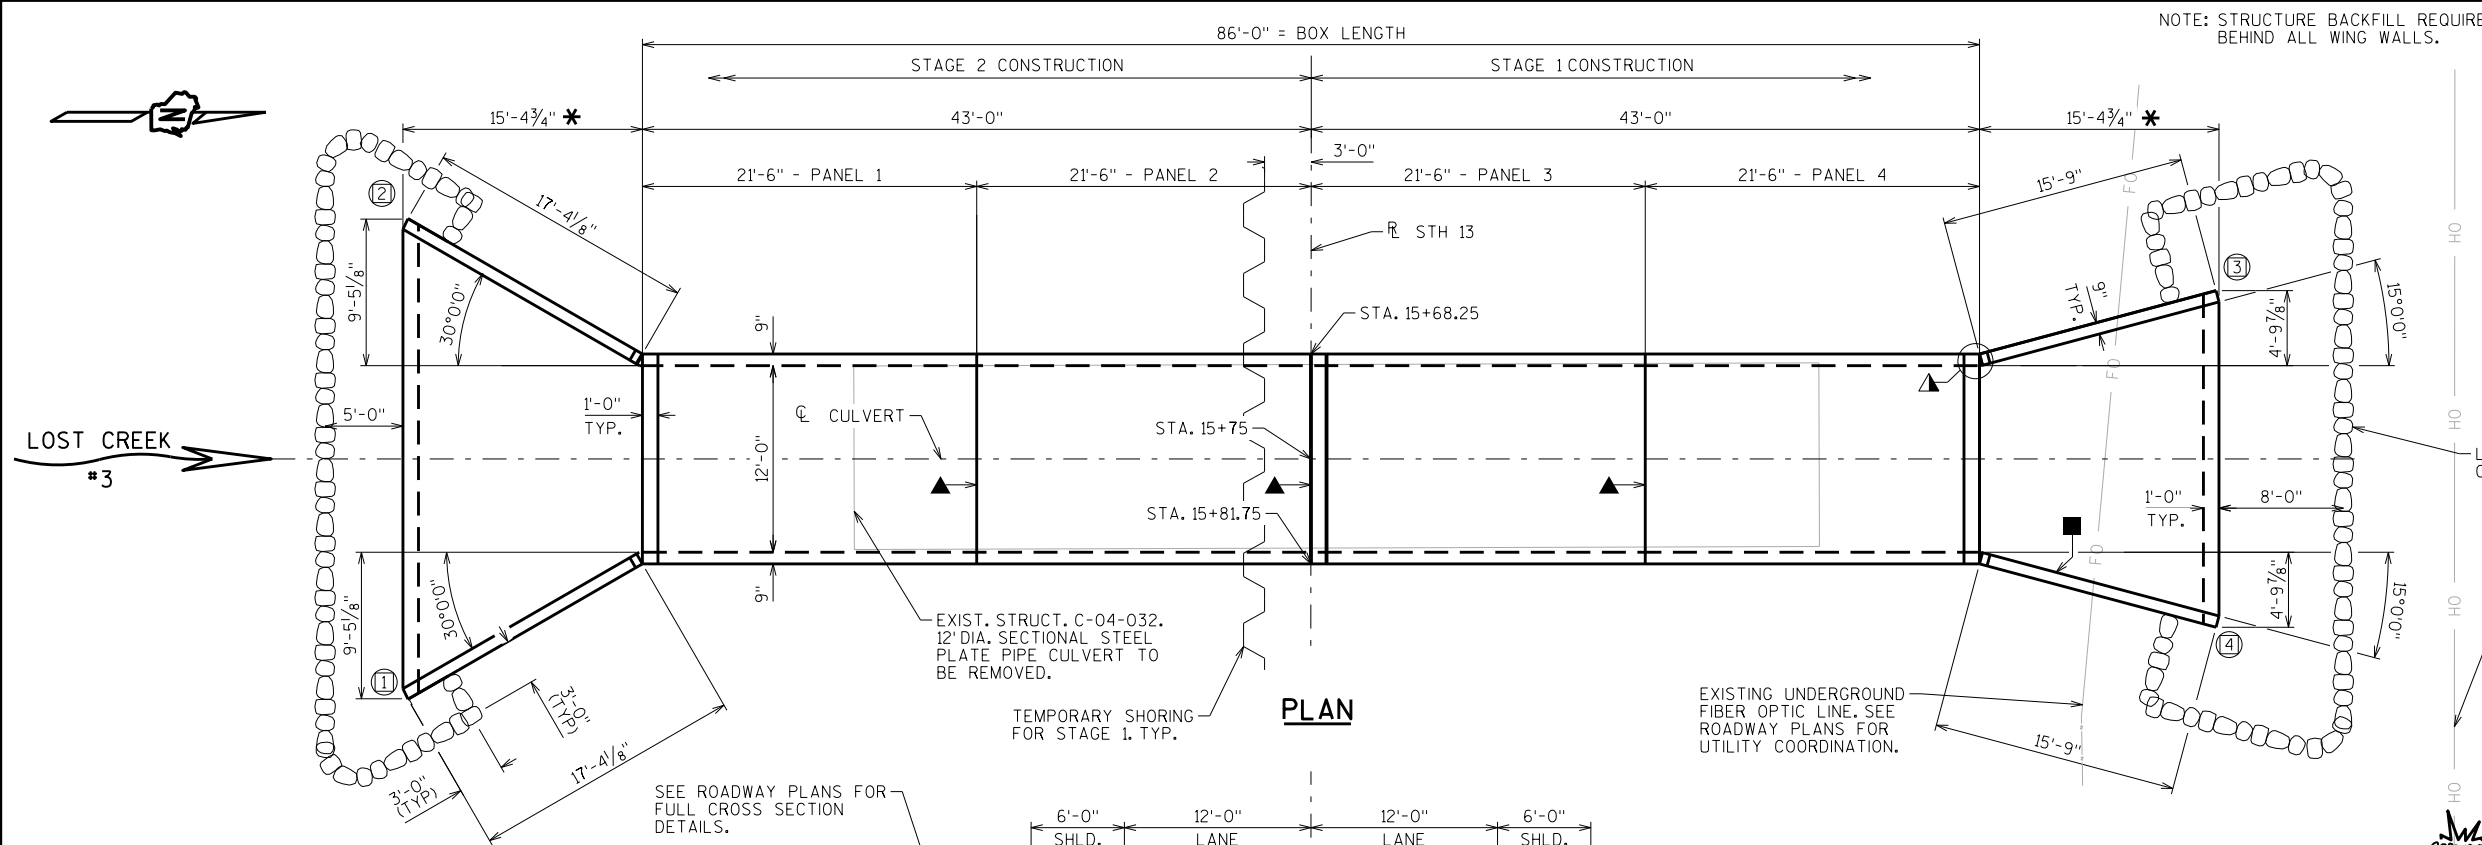 NOTE: STRUCTURE BACKFILL REQUIRE
BEHIND ALL WING WALLS.
86'-0" = BOX LENGTH
STAGE 2 CONSTRUCTION
STAGE 1 CONSTRUCTION
N
15'-4¾" *
43'-0"
43'-0"
15'-4¾" *
3'-0"
21'-6" - PANEL 1
21'-6" - PANEL 2
21'-6" - PANEL 3
21'-6" - PANEL 4
15'-9"
FO
2
17'-4⅛"
℞ STH 13
OH
3
9'-5⅛"
30°0'0"
9"
STA. 15+68.25
9"
TYP.
4'-9⅞"
15°0'0"
FO
5'-0"
1'-0"
TYP.
℄ CULVERT
STA. 15+75
OH
LOST CREEK
#3
12'-0"
STA. 15+81.75
1'-0"
TYP.
8'-0"
FO
9'-5⅛"
30°0'0"
9"
4'-9⅞"
15°0'0"
OH
EXIST. STRUCT. C-04-032.
12' DIA. SECTIONAL STEEL
PLATE PIPE CULVERT TO
BE REMOVED.
1
4
3'-0"
(TYP)
EXISTING UNDERGROUND
FIBER OPTIC LINE. SEE
ROADWAY PLANS FOR
UTILITY COORDINATION.
TEMPORARY SHORING
FOR STAGE 1. TYP.
PLAN
15'-9"
17'-4⅛"
3'-0"
(TYP)
SEE ROADWAY PLANS FOR
FULL CROSS SECTION
DETAILS.
OH
6'-0"
SHLD.
12'-0"
LANE
12'-0"
LANE
6'-0"
SHLD.